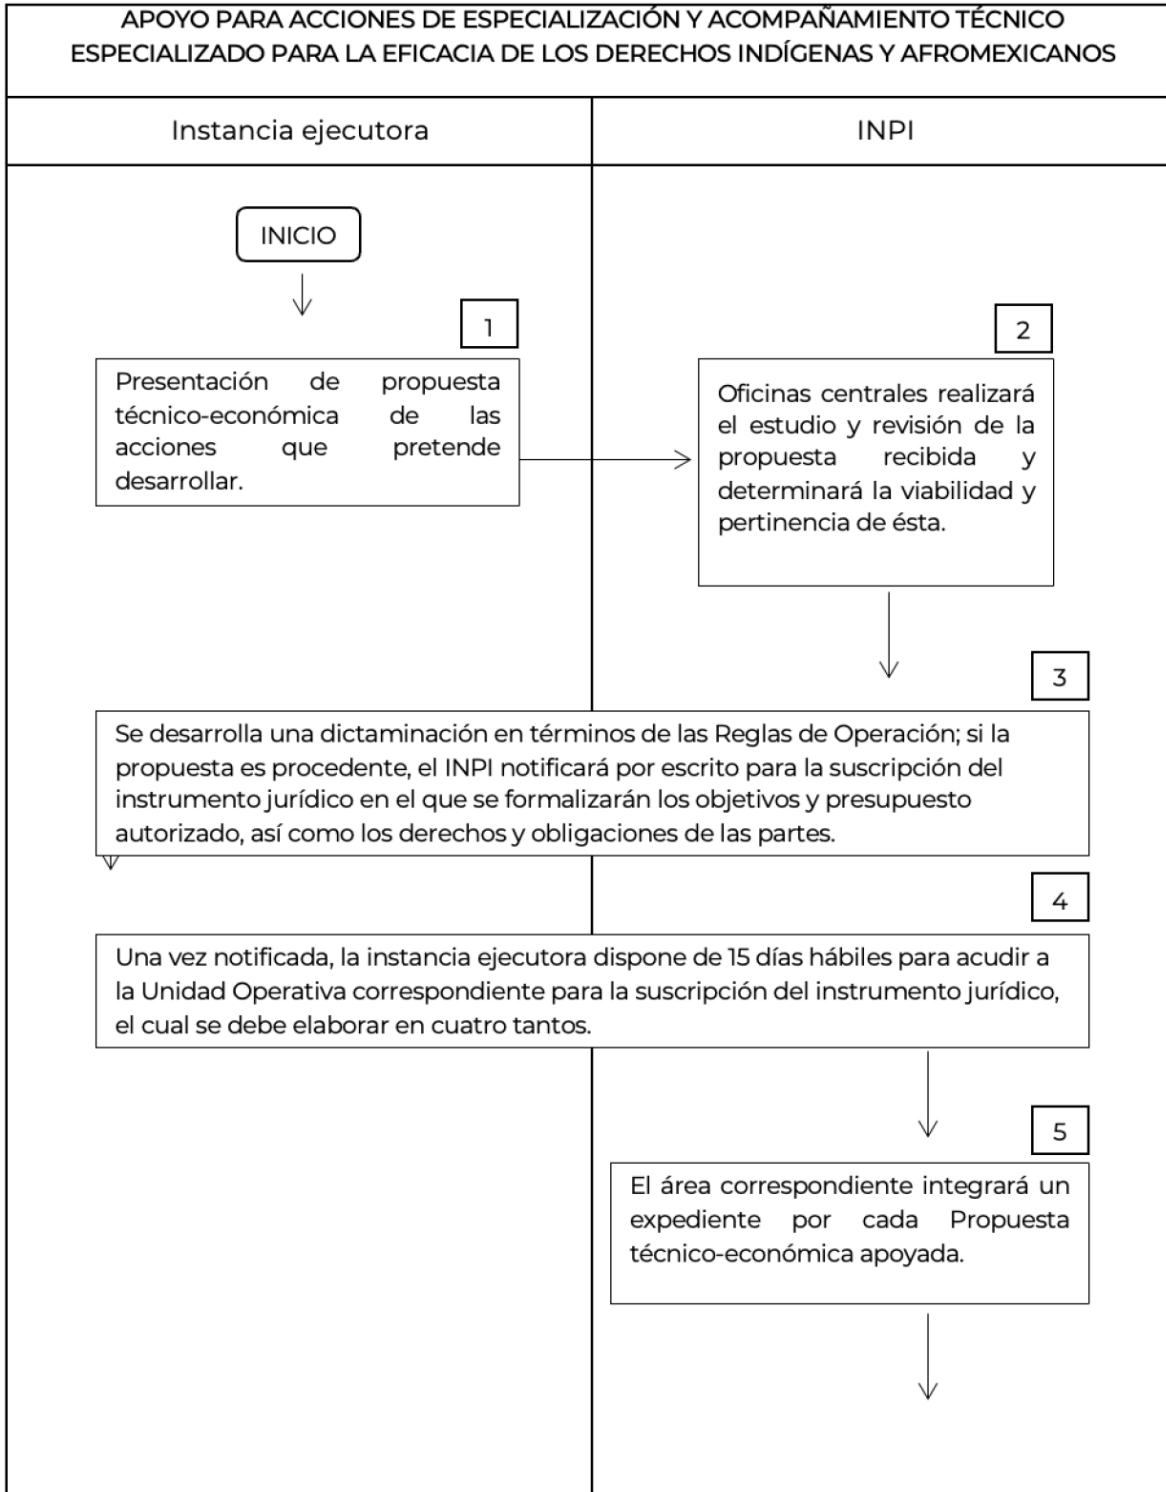 APOYO PARA ACCIONES DE ESPECIALIZACIÓN Y ACOMPAÑAMIENTO TÉCNICO
ESPECIALIZADO PARA LA EFICACIA DE LOS DERECHOS INDÍGENAS Y AFROMEXICANOS
Instancia ejecutora
INPI
INICIO
1
Presentación de propuesta
técnico-económica de las
acciones que pretende
desarrollar.
2
Oficinas centrales realizará
el estudio y revisión de la
propuesta recibida y
determinará la viabilidad y
pertinencia de ésta.
3
Se desarrolla una dictaminación en términos de las Reglas de Operación; si la
propuesta es procedente, el INPI notificará por escrito para la suscripción del
instrumento jurídico en el que se formalizarán los objetivos y presupuesto
autorizado, así como los derechos y obligaciones de las partes.
4
Una vez notificada, la instancia ejecutora dispone de 15 días hábiles para acudir a
la Unidad Operativa correspondiente para la suscripción del instrumento jurídico,
el cual se debe elaborar en cuatro tantos.
5
El área correspondiente integrará un
expediente por cada Propuesta
técnico-económica apoyada.